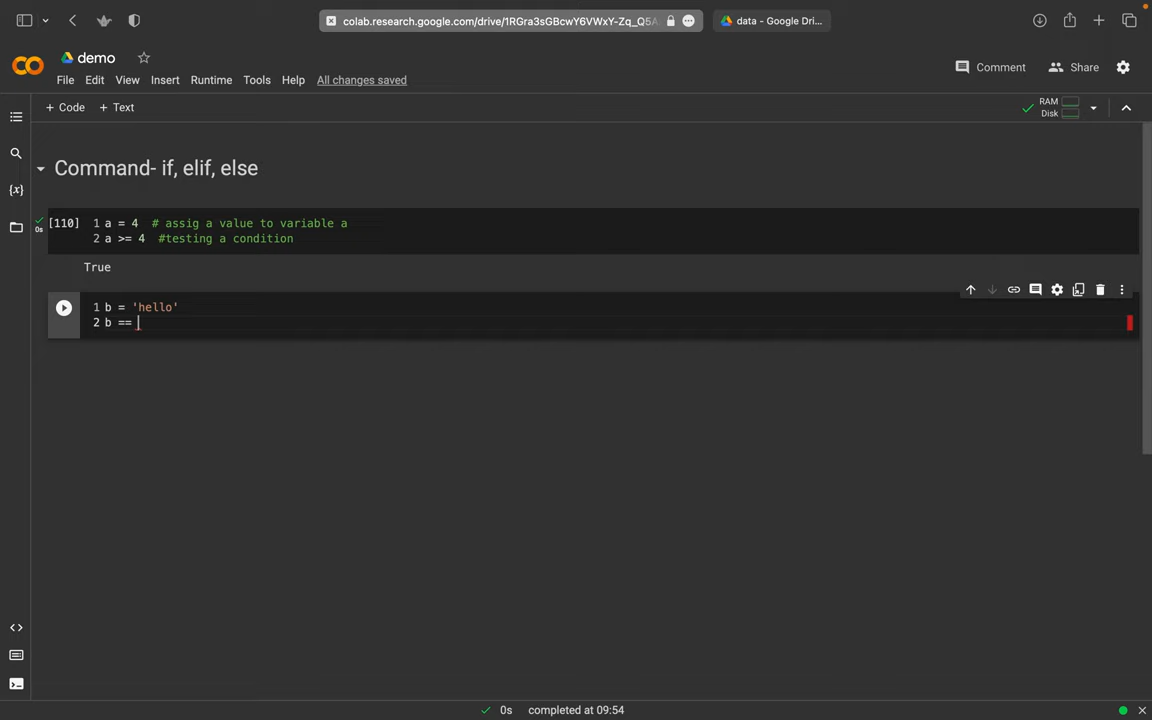 colab.research.google.com/drive/1RGra3sGBcwY6VWxY-Zq_Q5A
data - Google Dri...
demo
File Edit View Insert Runtime Tools Help All changes saved
Comment
Share
+ Code + Text
RAM
Disk
Command- if, elif, else
[110]
0s
1 a = 4 # assig a value to variable a
2 a >= 4 #testing a condition
True
1 b = 'hello'
2 b ==
0s completed at 09:54